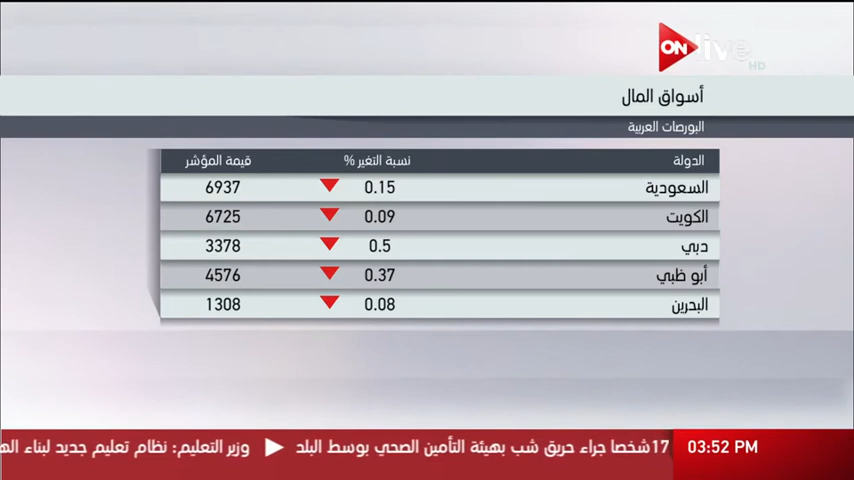 ON live
HD
أسواق المال
البورصات العربية
الدولة نسبة التغير % قيمة المؤشر
السعودية 0.15 6937
الكويت 0.09 6725
دبي 0.5 3378
أبو ظبي 0.37 4576
البحرين 0.08 1308
17 شخصا جراء حريق شب بهيئة التأمين الصحي بوسط البلد وزير التعليم: نظام تعليم جديد لبناء
03:52 PM